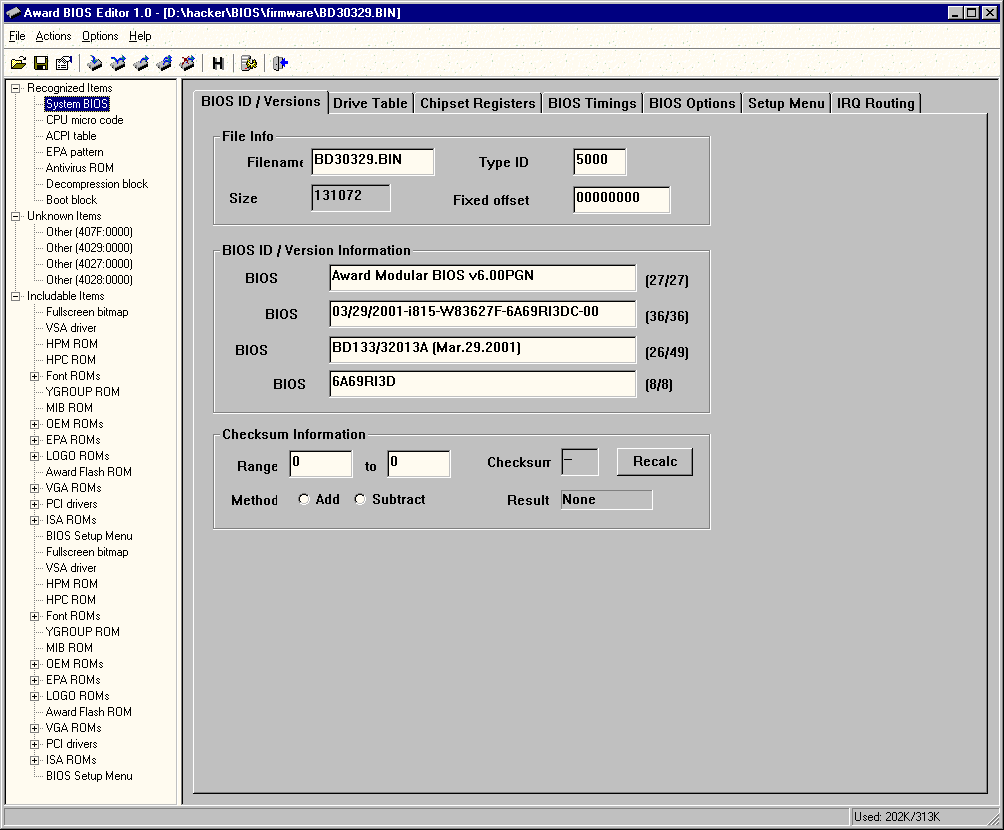 Award BIOS Editor 1.0 - [D:\hacker\BIOS\firmware\BD30329.BIN]
File Actions Options Help
H
Recognized Items
System BIOS
CPU micro code
ACPI table
EPA pattern
Antivirus ROM
Decompression block
Boot block
Unknown Items
Other (407F:0000)
Other (4029:0000)
Other (4027:0000)
Other (4028:0000)
Includable Items
Fullscreen bitmap
VSA driver
HPM ROM
HPC ROM
Font ROMs
YGROUP ROM
MIB ROM
OEM ROMs
EPA ROMs
LOGO ROMs
Award Flash ROM
VGA ROMs
PCI drivers
ISA ROMs
BIOS Setup Menu
Fullscreen bitmap
VSA driver
HPM ROM
HPC ROM
Font ROMs
YGROUP ROM
MIB ROM
OEM ROMs
EPA ROMs
LOGO ROMs
Award Flash ROM
VGA ROMs
PCI drivers
ISA ROMs
BIOS Setup Menu
BIOS ID / Versions Drive Table Chipset Registers BIOS Timings BIOS Options Setup Menu IRQ Routing
File Info
Filename BD30329.BIN Type ID 5000
Size 131072 Fixed offset 00000000
BIOS ID / Version Information
BIOS Award Modular BIOS v6.00PGN (27/27)
BIOS 03/29/2001-i815-W83627F-6A69RI3DC-00 (36/36)
BIOS BD133/32013A (Mar.29.2001) (26/49)
BIOS 6A69RI3D (8/8)
Checksum Information
Range 0 to 0 Checksum -- Recalc
Method Add Subtract Result None
Used: 202K/313K